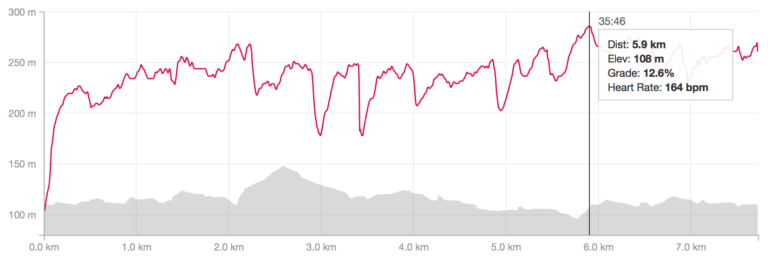 300 m
35:46
Dist: 5.9 km
Elev: 108 m
Grade: 12.6%
Heart Rate: 164 bpm
250 m
200 m
150 m
100 m
0.0 km 1.0 km 2.0 km 3.0 km 4.0 km 5.0 km 6.0 km 7.0 km